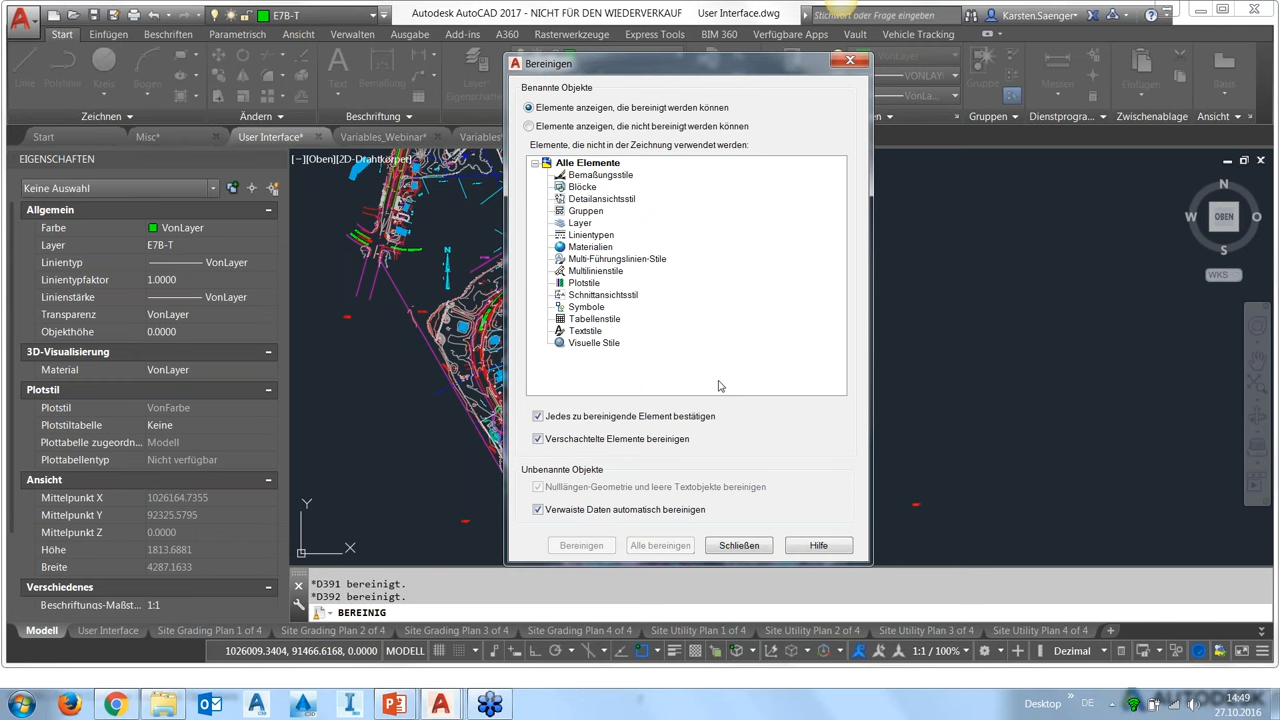 E7B-T
Autodesk AutoCAD 2017 - NICHT FÜR DEN WIEDERVERKAUF
User Interface.dwg
Stichwort oder Frage eingeben
Karsten.Saenger
Start
Einfügen
Beschriften
Parametrisch
Ansicht
Verwalten
Ausgabe
Add-ins
A360
Rasterwerkzeuge
Express Tools
BIM 360
Verfügbare Apps
Vault
Vehicle Tracking
Linie
Text
Bemaßung
Layer
Gruppe
Messen
Einfügen
Basis
Zeichnen
Ändern
Beschriftung
Gruppen
Dienstprog...
Zwischenablage
Ansicht
Start
Misc*
User Interface*
Variables_Webinar*
EIGENSCHAFTEN
Keine Auswahl
Allgemein
Farbe VonLayer
Layer E7B-T
Linientyp VonLayer
Linientypfaktor 1.0000
Linienstärke VonLayer
Transparenz VonLayer
Objekthöhe 0.0000
3D-Visualisierung
Material VonLayer
Plotstil
Plotstil VonFarbe
Plotstiltabelle Keine
Plottabelle zugeordn... Modell
Plottabellentyp Nicht verfügbar
Ansicht
Mittelpunkt X 1026164.7355
Mittelpunkt Y 92325.5795
Mittelpunkt Z 0.0000
Höhe 1813.6881
Breite 4287.1633
Verschiedenes
Beschriftungs-Maßst... 1:1
[−][Oben][2D-Drahtkörper]
N
Y
X
Bereinigen
Benannte Objekte
Elemente anzeigen, die bereinigt werden können
Elemente anzeigen, die nicht bereinigt werden können
Elemente, die nicht in der Zeichnung verwendet werden:
Alle Elemente
Bemaßungsstile
Blöcke
Detailansichtsstil
Gruppen
Layer
Linientypen
Materialien
Multi-Führungslinien-Stile
Multilinienstile
Plotstile
Schnittansichtsstil
Symbole
Tabellenstile
Textstile
Visuelle Stile
Jedes zu bereinigende Element bestätigen
Verschachtelte Elemente bereinigen
Unbenannte Objekte
Nulllängen-Geometrie und leere Textobjekte bereinigen
Verwaiste Daten automatisch bereinigen
Bereinigen
Alle bereinigen
Schließen
Hilfe
N
W
OBEN
O
S
WKS
*D391 bereinigt.
*D392 bereinigt.
BEREINIG
Modell
User Interface
Site Grading Plan 1 of 4
Site Grading Plan 2 of 4
Site Grading Plan 3 of 4
Site Grading Plan 4 of 4
Site Utility Plan 1 of 4
Site Utility Plan 2 of 4
Site Utility Plan 3 of 4
Site Utility Plan 4 of 4
1026009.3404, 91466.6168, 0.0000
MODELL
1:1 / 100%
Dezimal
Desktop
DE
14:49
27.10.2016